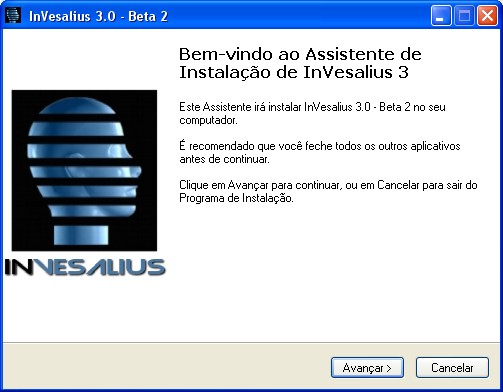 InVesalius 3.0 - Beta 2
Bem-vindo ao Assistente de
Instalação de InVesalius 3
Este Assistente irá instalar InVesalius 3.0 - Beta 2 no seu
computador.
É recomendado que você feche todos os outros aplicativos
antes de continuar.
Clique em Avançar para continuar, ou em Cancelar para sair do
Programa de Instalação.
INVESALIUS
Avançar >
Cancelar